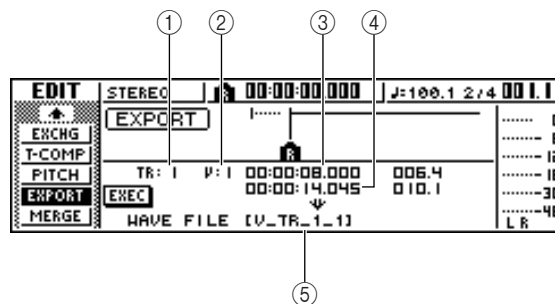 ① ② ③ ④
EDIT STEREO 00:00:00.000 ♩=100.1 2/4 001.1
EXCHG
T-COMP
PITCH
EXPORT
MERGE
EXPORT
R
TR: 1 V:1 00:00:08.000 006.4
00:00:14.045 010.1
EXEC
WAVE FILE [V_TR_1_1]
L R
⑤